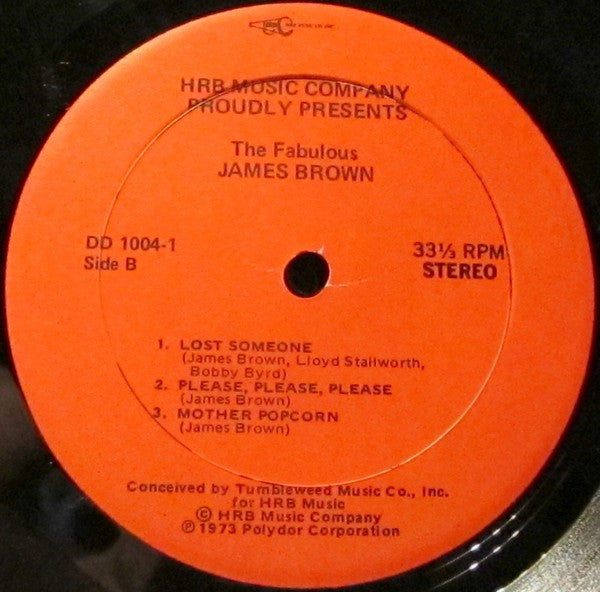 HRB MUSIC COMPANY
PROUDLY PRESENTS
The Fabulous
JAMES BROWN
DD 1004-1
Side B
33⅓ RPM
STEREO
1. LOST SOMEONE
(James Brown, Lloyd Stallworth,
Bobby Byrd)
2. PLEASE, PLEASE, PLEASE
(James Brown)
3. MOTHER POPCORN
(James Brown)
Conceived by Tumbleweed Music Co., Inc.
for HRB Music
© HRB Music Company
℗ 1973 Polydor Corporation